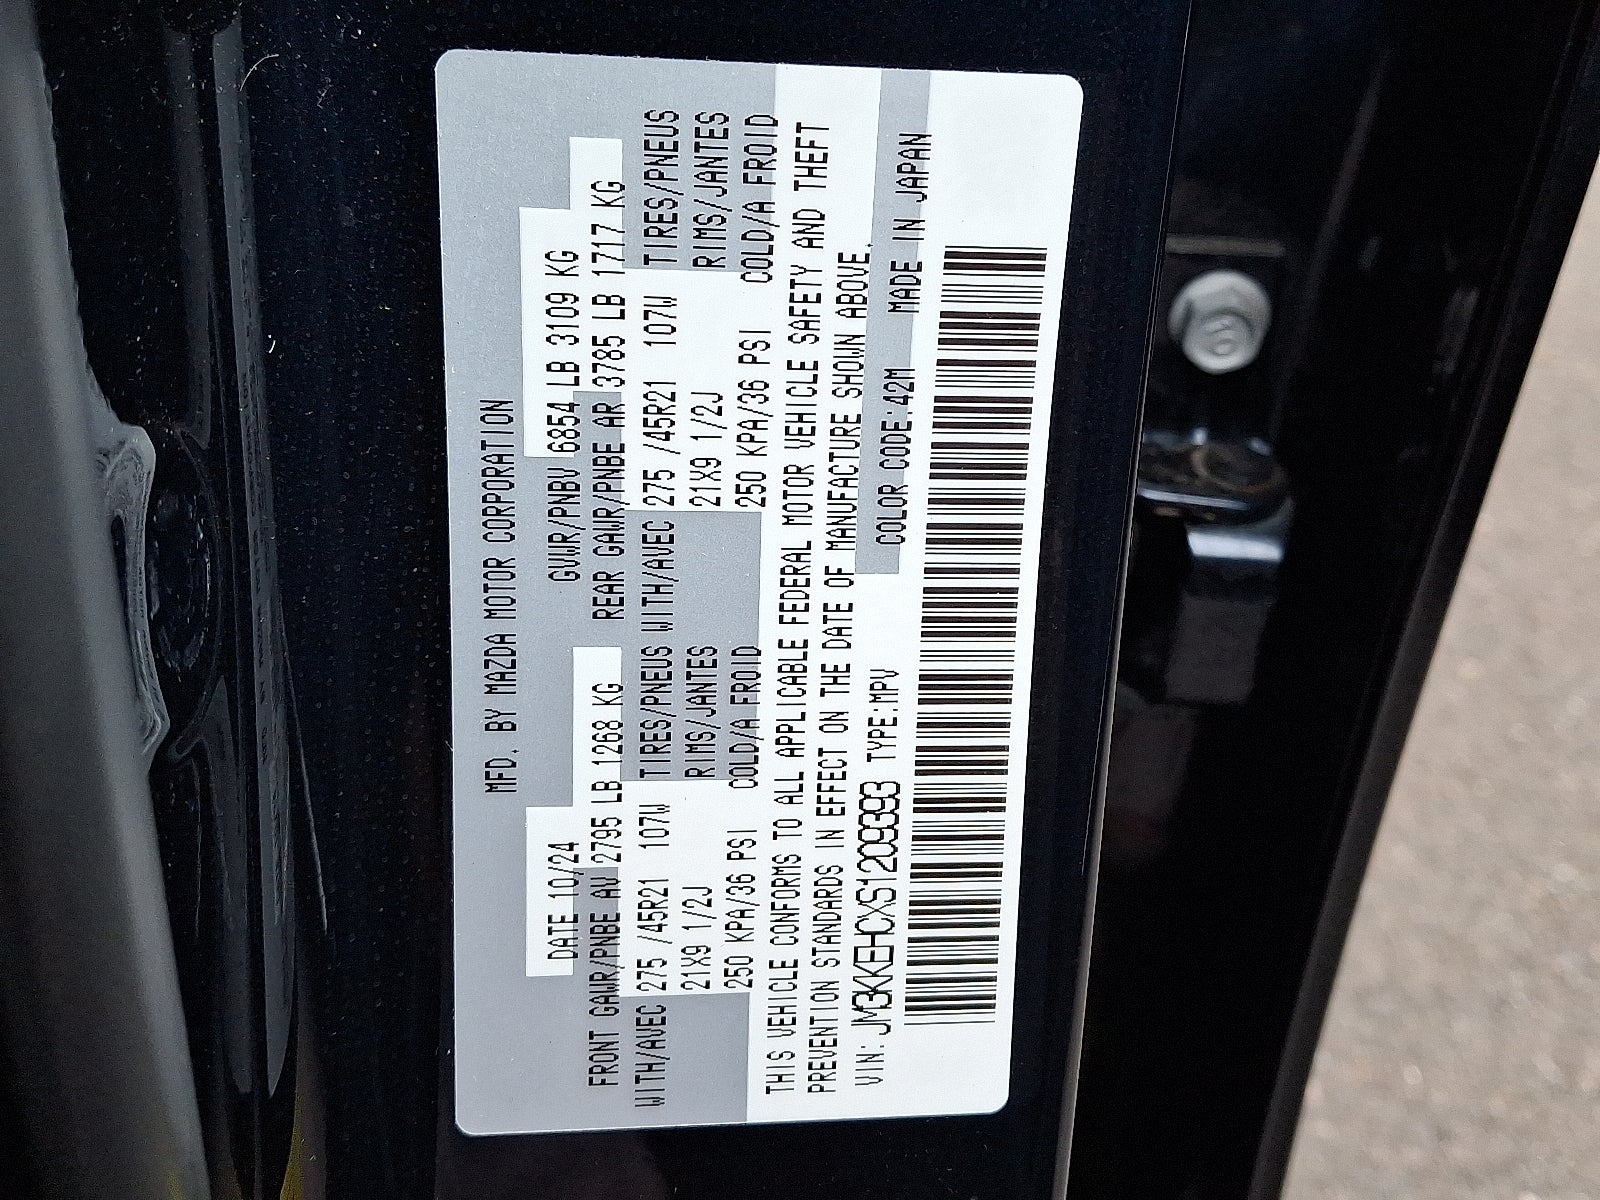 MFD. BY MAZDA MOTOR CORPORATION
DATE 10/24 GVWR/PNBV 6854 LB 3109 KG
FRONT GAWR/PNBE AV 2795 LB 1268 KG REAR GAWR/PNBE AR 3785 LB 1717 KG
WITH/AVEC 275 /45R21 107W TIRES/PNEUS WITH/AVEC 275 /45R21 107W TIRES/PNEUS
21X9 1/2J RIMS/JANTES 21X9 1/2J RIMS/JANTES
250 KPA/36 PSI COLD/A FROID 250 KPA/36 PSI COLD/A FROID
THIS VEHICLE CONFORMS TO ALL APPLICABLE FEDERAL MOTOR VEHICLE SAFETY AND THEFT
PREVENTION STANDARDS IN EFFECT ON THE DATE OF MANUFACTURE SHOWN ABOVE.
VIN: JM3KKEHCXS1209393 TYPE:MPV COLOR CODE:42M MADE IN JAPAN